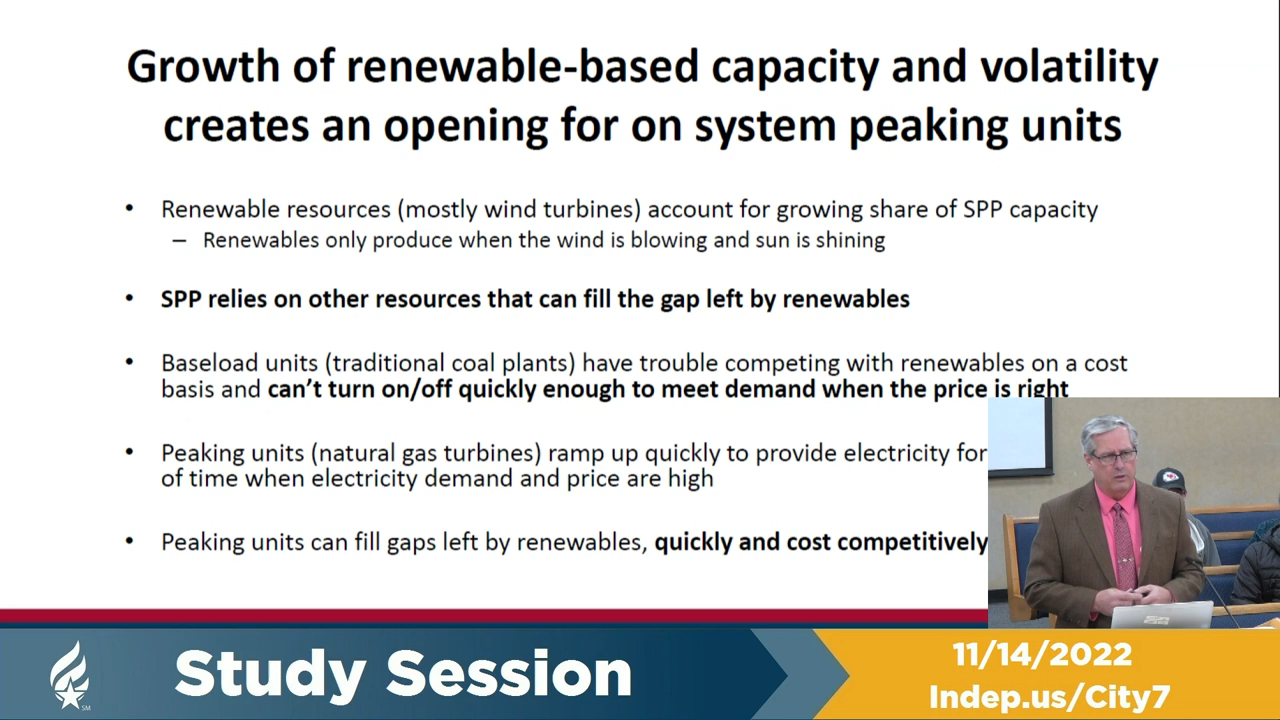 Growth of renewable-based capacity and volatility
creates an opening for on system peaking units
• Renewable resources (mostly wind turbines) account for growing share of SPP capacity
– Renewables only produce when the wind is blowing and sun is shining
• SPP relies on other resources that can fill the gap left by renewables
• Baseload units (traditional coal plants) have trouble competing with renewables on a cost
basis and can't turn on/off quickly enough to meet demand when the price is right
• Peaking units (natural gas turbines) ramp up quickly to provide electricity for
of time when electricity demand and price are high
• Peaking units can fill gaps left by renewables, quickly and cost competitively
Study Session
SM
11/14/2022
Indep.us/City7